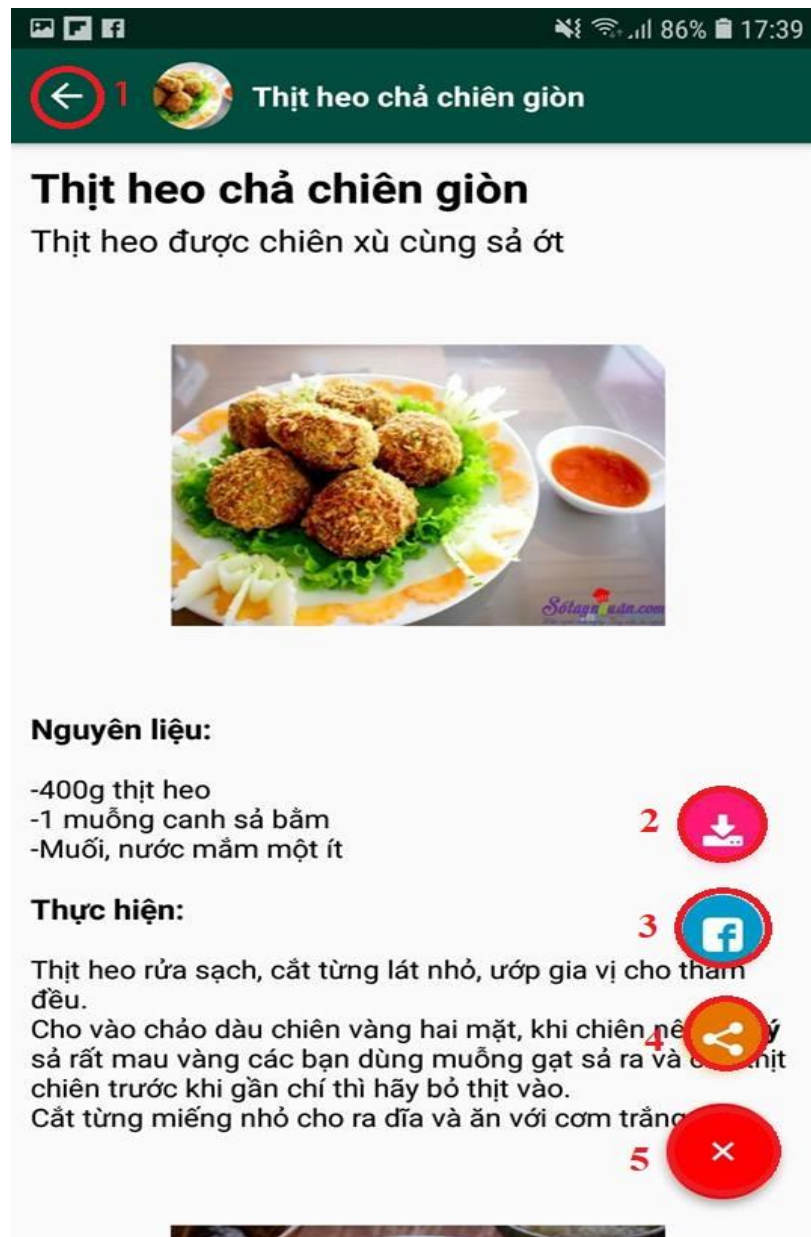 86% 17:39
1 Thịt heo chả chiên giòn
Thịt heo chả chiên giòn
Thịt heo được chiên xù cùng sả ớt
Nguyên liệu:
-400g thịt heo
-1 muỗng canh sả bằm
-Muối, nước mắm một ít
2
Thực hiện:
3
Thịt heo rửa sạch, cắt từng lát nhỏ, ướp gia vị cho thấm
đều.
Cho vào chảo dầu chiên vàng hai mặt, khi chiên
4
sả rất mau vàng các bạn dùng muỗng gạt sả ra và
chiên trước khi gần chí thì hãy bỏ thịt vào.
Cắt từng miếng nhỏ cho ra dĩa và ăn với cơm trắng
5